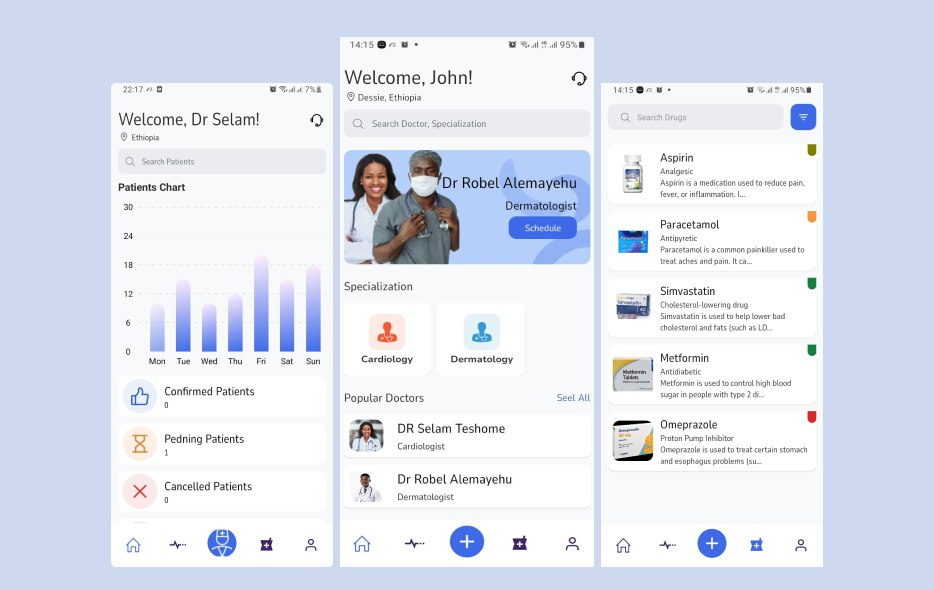 22:17
7%
Welcome, Dr Selam!
Ethiopia
Search Patients
Patients Chart
30
24
18
12
6
0
Mon Tue Wed Thu Fri Sat Sun
Confirmed Patients
0
Pedning Patients
1
Cancelled Patients
0
14:15
95%
Welcome, John!
Dessie, Ethiopia
Search Doctor, Specialization
Dr Robel Alemayehu
Dermatologist
Schedule
Specialization
Cardiology
Dermatology
Popular Doctors
Seel All
DR Selam Teshome
Cardiologist
Dr Robel Alemayehu
Dermatologist
14:15
95%
Search Drugs
Aspirin
Analgesic
Aspirin is a medication used to reduce pain,
fever, or inflammation. I...
Paracetamol
Antipyretic
Paracetamol is a common painkiller used to
treat aches and pain. It ca...
Simvastatin
Cholesterol-lowering drug
Simvastatin is used to help lower bad
cholesterol and fats (such as LD...
Metformin
Antidiabetic
Metformin is used to control high blood
sugar in people with type 2 di...
Metformin
Tablets
Omeprazole
Proton Pump Inhibitor
Omeprazole is used to treat certain stomach
and esophagus problems (su...
Omeprazole